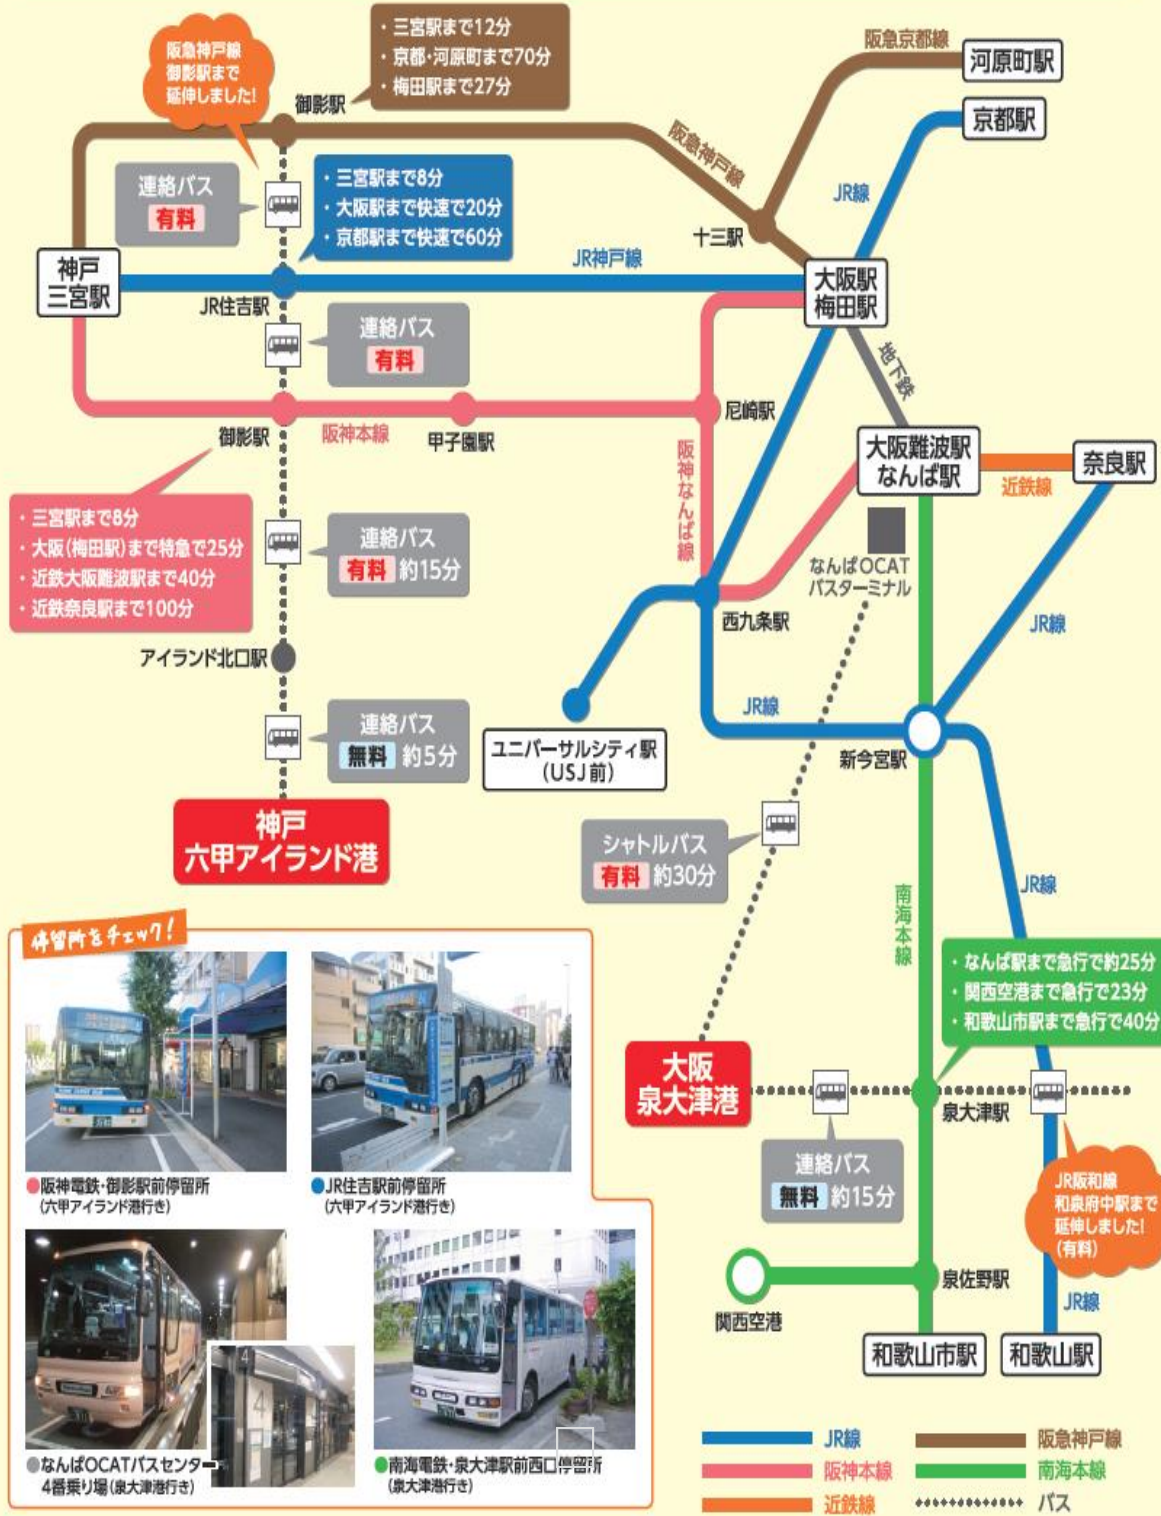 阪急神戸線
御影駅まで
延伸しました!
・三宮駅まで12分
・京都・河原町まで70分
・梅田駅まで27分
御影駅
阪急神戸線
阪急京都線
河原町駅
京都駅
JR線
十三駅
連絡バス
有料
・三宮駅まで8分
・大阪駅まで快速で20分
・京都駅まで快速で60分
神戸
三宮駅
JR住吉駅
JR神戸線
大阪駅
梅田駅
連絡バス
有料
地下鉄
御影駅
阪神本線
甲子園駅
尼崎駅
阪神なんば線
大阪難波駅
なんば駅
近鉄線
奈良駅
・三宮駅まで8分
・大阪(梅田駅)まで特急で25分
・近鉄大阪難波駅まで40分
・近鉄奈良駅まで100分
連絡バス
有料 約15分
なんばOCAT
バスターミナル
西九条駅
JR線
アイランド北口駅
連絡バス
無料 約5分
ユニバーサルシティ駅
(USJ前)
JR線
新今宮駅
神戸
六甲アイランド港
シャトルバス
有料 約30分
南海本線
JR線
・なんば駅まで急行で約25分
・関西空港まで急行で23分
・和歌山市駅まで急行で40分
大阪
泉大津港
泉大津駅
連絡バス
無料 約15分
JR阪和線
和泉府中駅まで
延伸しました!
(有料)
関西空港
泉佐野駅
JR線
和歌山市駅
和歌山駅
停留所をチェック!
●阪神電鉄・御影駅前停留所
(六甲アイランド港行き)
●JR住吉駅前停留所
(六甲アイランド港行き)
4
4
●なんばOCATバスセンター
4番乗り場(泉大津港行き)
●南海電鉄・泉大津駅前西口停留所
(泉大津港行き)
JR線
阪急神戸線
阪神本線
南海本線
近鉄線
バス